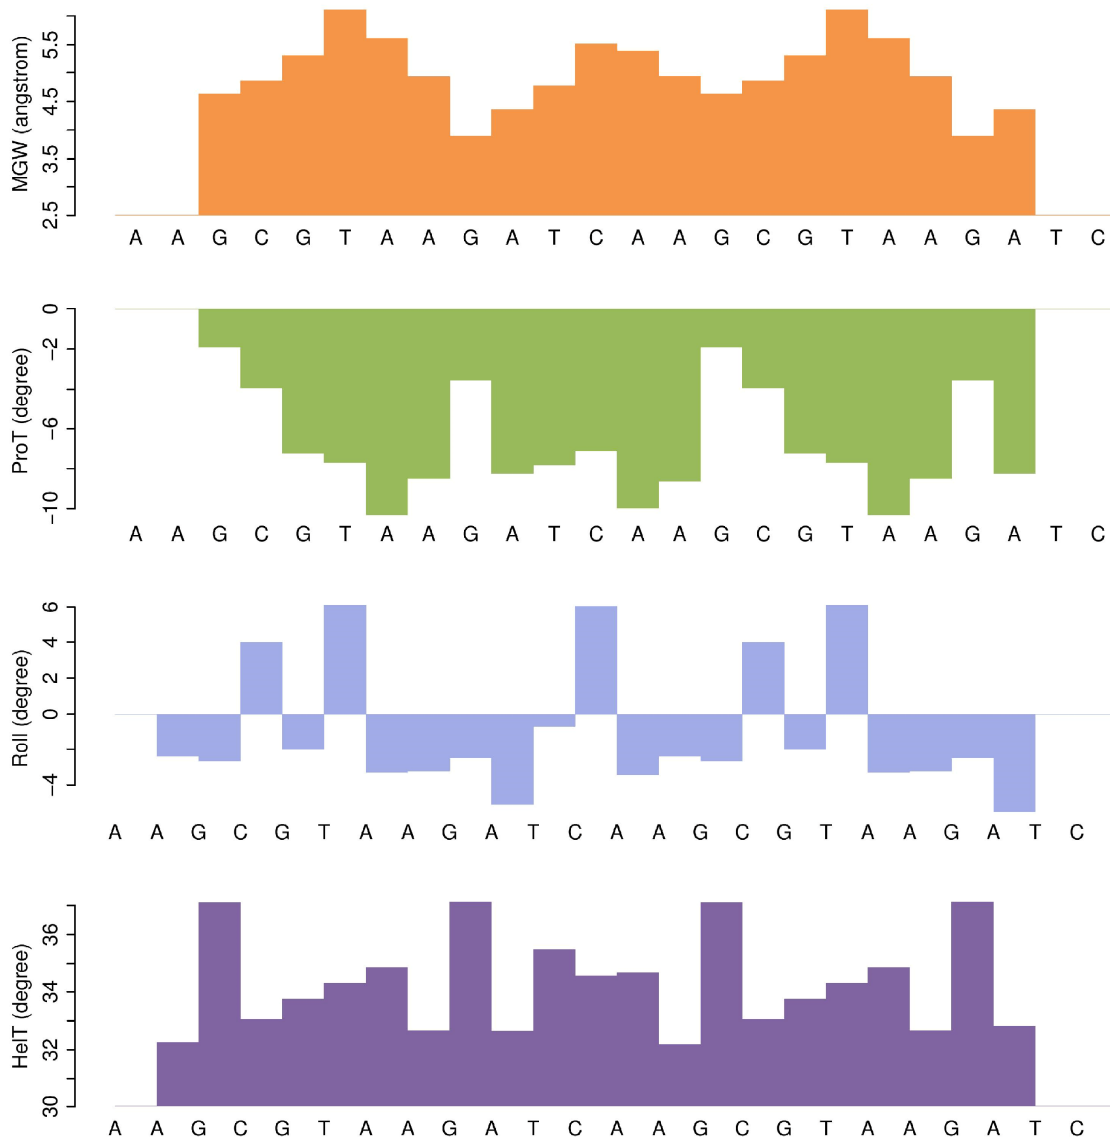 MGW (angstrom)
5.5
4.5
3.5
2.5
A A G C G T A A G A T C A A G C G T A A G A T C
ProT (degree)
0
−2
−6
−10
A A G C G T A A G A T C A A G C G T A A G A T C
Roll (degree)
6
4
2
0
−4
A A G C G T A A G A T C A A G C G T A A G A T C
HelT (degree)
36
34
32
30
A A G C G T A A G A T C A A G C G T A A G A T C